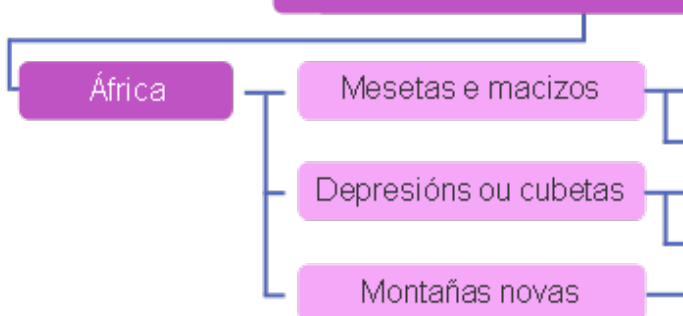 África
Mesetas e macizos
Depresións ou cubetas
Montañas novas